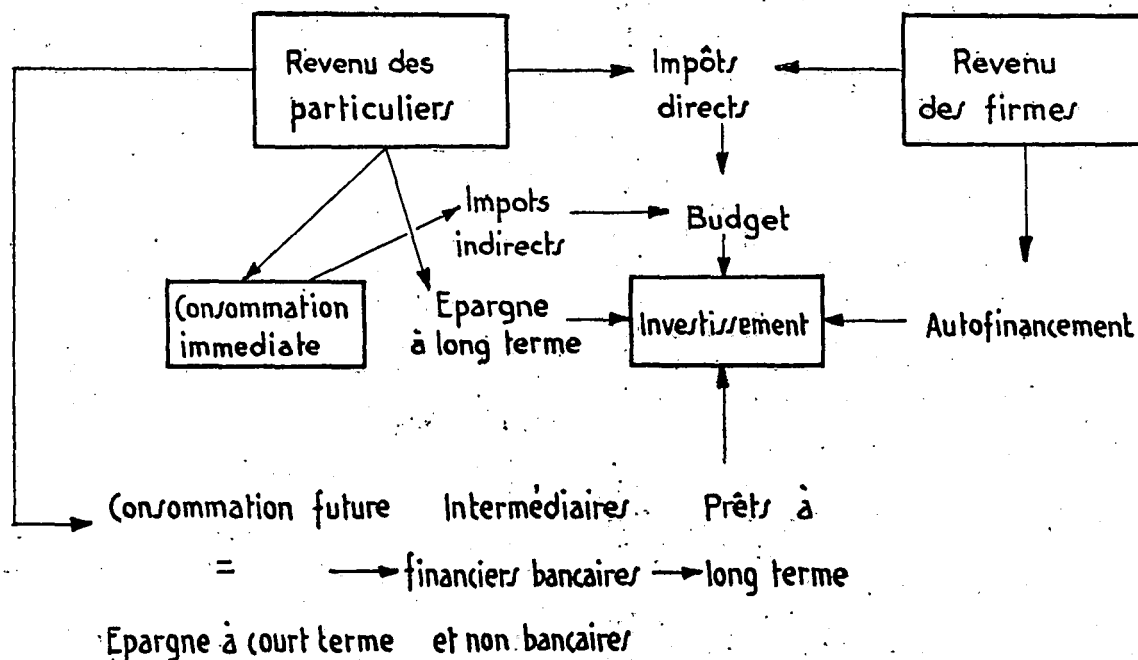 Revenu des
particuliers
Impôts
directs
Revenu
des firmes
Impots
indirects
Budget
Consommation
immediate
Epargne
à long terme
Investissement
Autofinancement
Consommation future
=
Epargne à court terme
Intermédiaires
financiers bancaires
et non bancaires
Prêts à
long terme